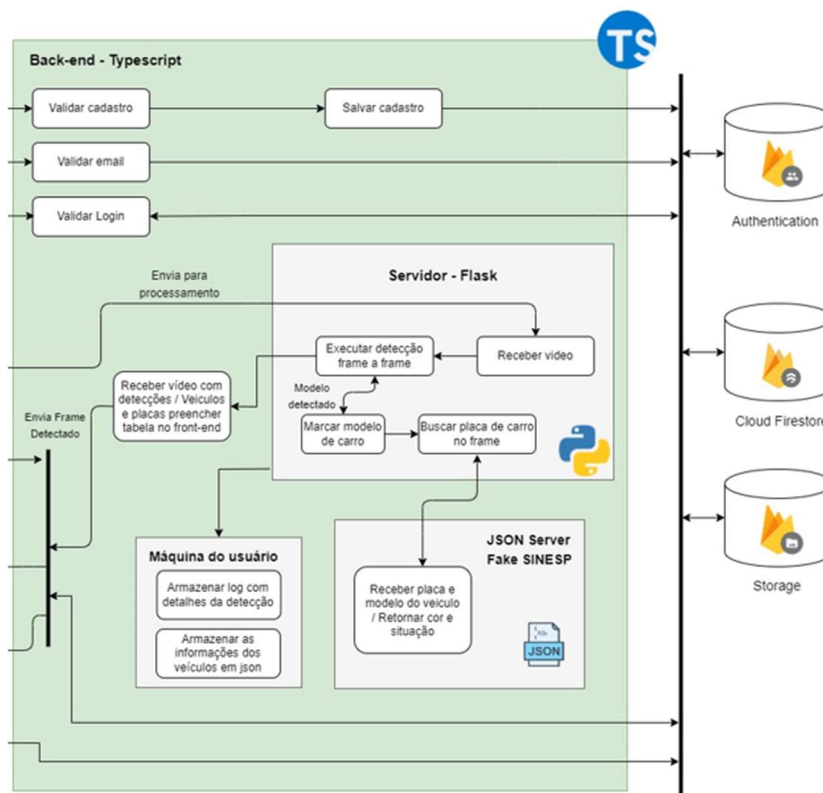 TS
Back-end - Typescript
Validar cadastro
Salvar cadastro
Validar email
Validar Login
Authentication
Servidor - Flask
Envia para
processamento
Executar detecção
frame a frame
Receber video
Receber vídeo com
detecções / Veiculos
e placas preencher
tabela no front-end
Modelo
detectado
Envia Frame
Detectado
Marcar modelo
de carro
Buscar placa de carro
no frame
Cloud Firestore
JSON Server
Fake SINESP
Máquina do usuário
Armazenar log com
detalhes da detecção
Armazenar as
informações dos
veículos em json
Receber placa e
modelo do veiculo
/ Retornar cor e
situação
JSON
Storage